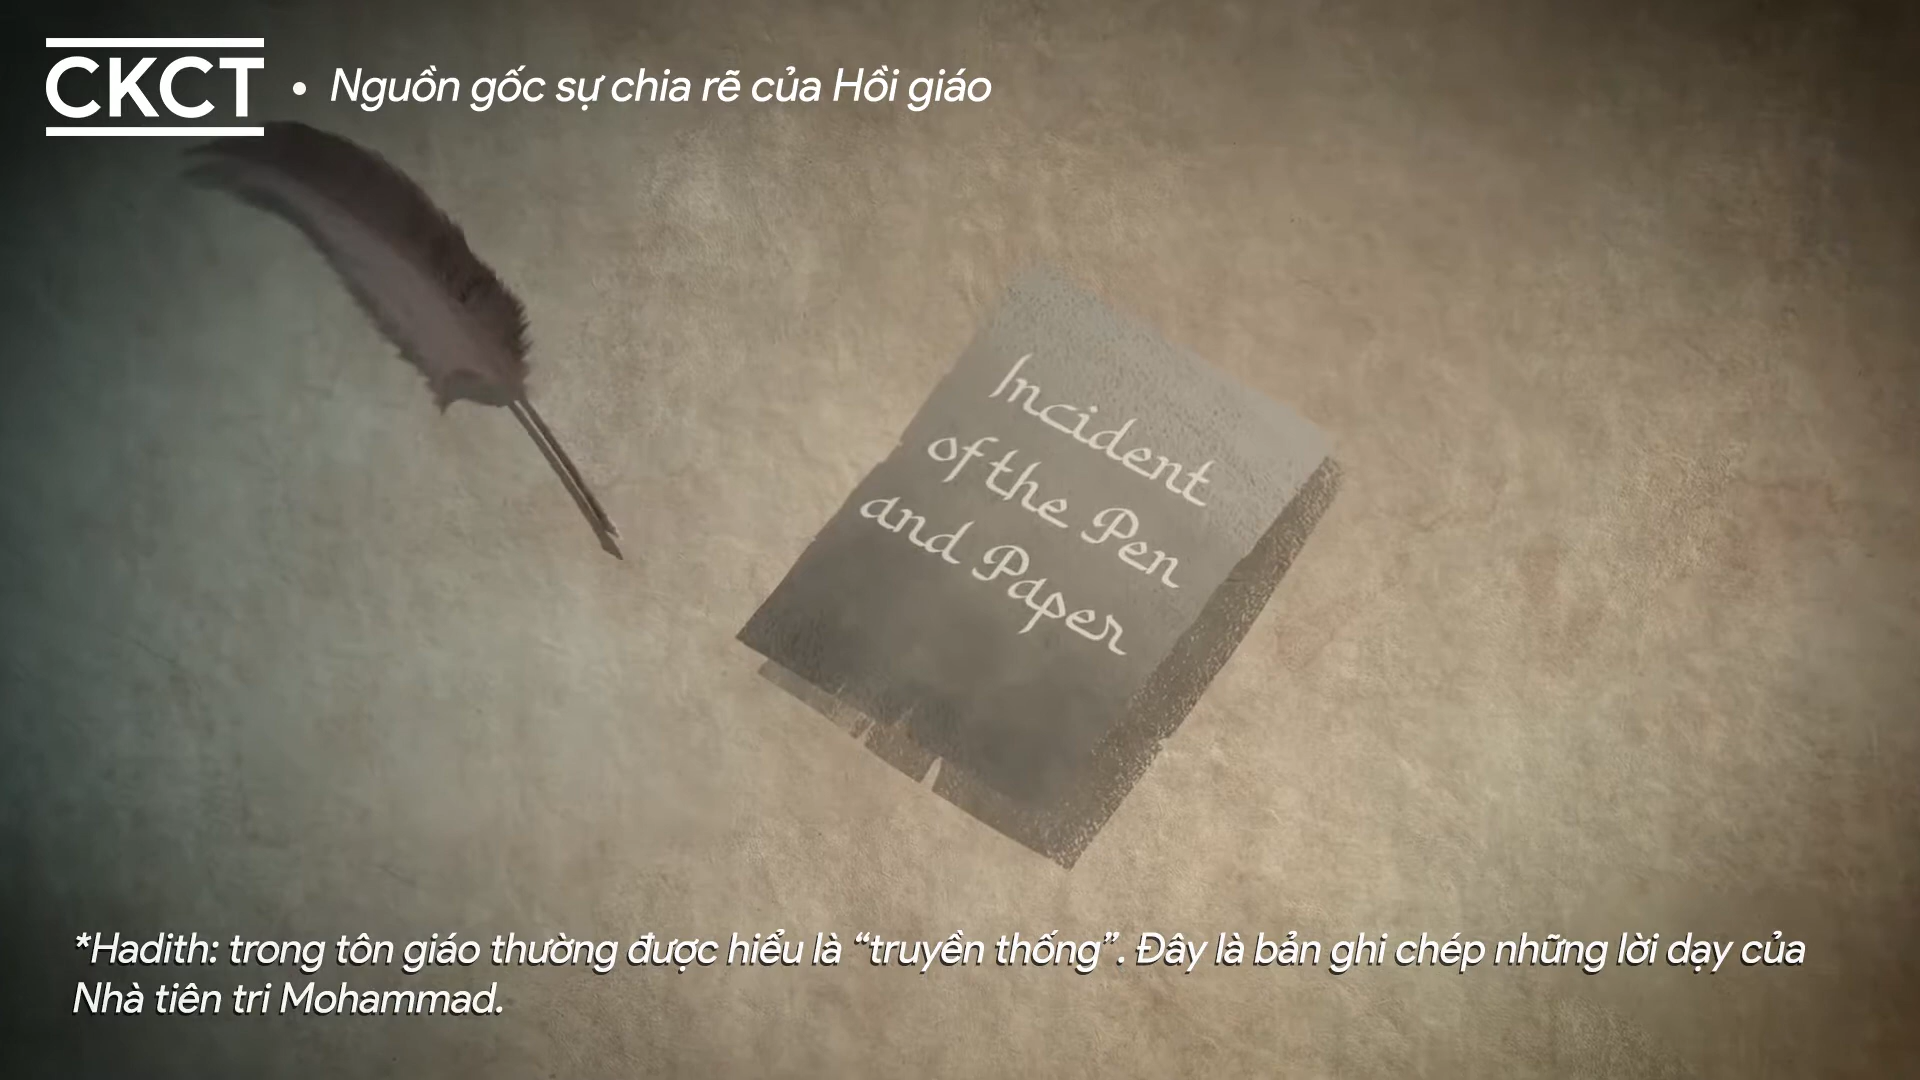 CKCT • Nguồn gốc sự chia rẽ của Hồi giáo
Incident
of the Pen
and Paper
*Hadith: trong tôn giáo thường được hiểu là “truyền thống”. Đây là bản ghi chép những lời dạy của
Nhà tiên tri Mohammad.